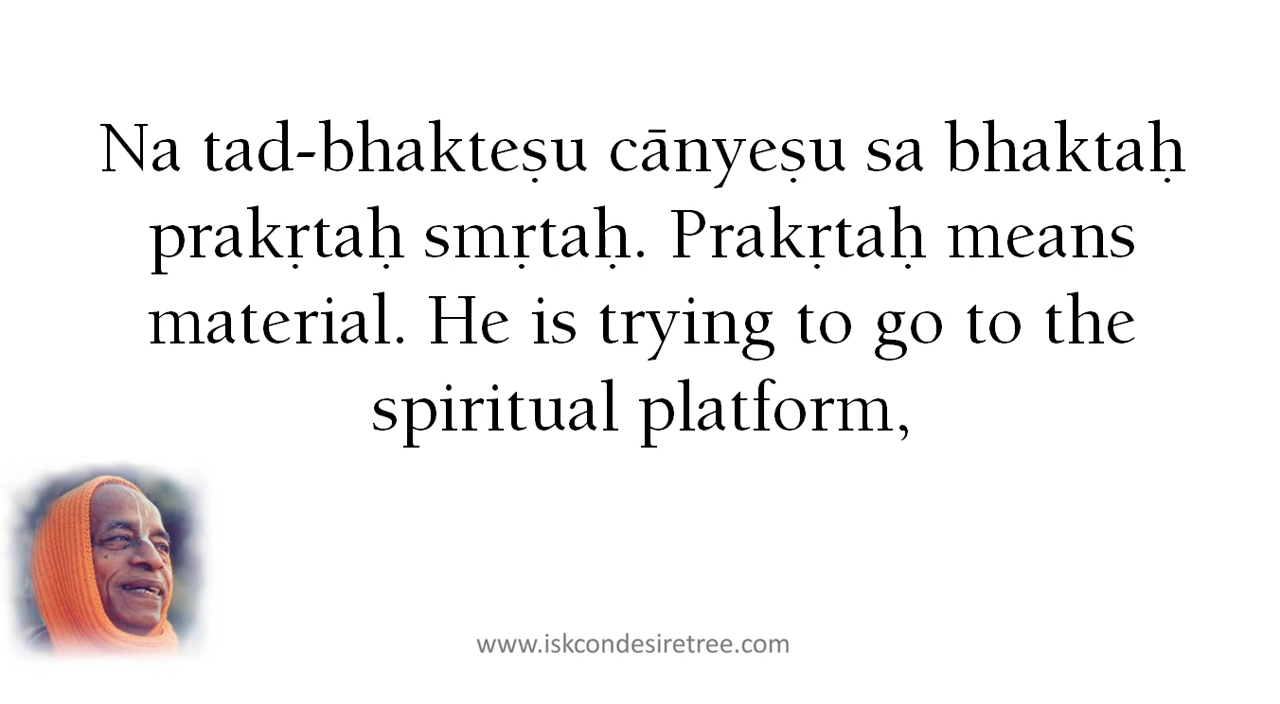 Na tad-bhakteṣu cānyeṣu sa bhaktaḥ
prakṛtaḥ smṛtaḥ. Prakṛtaḥ means
material. He is trying to go to the
spiritual platform,
www.iskcondesiretree.com